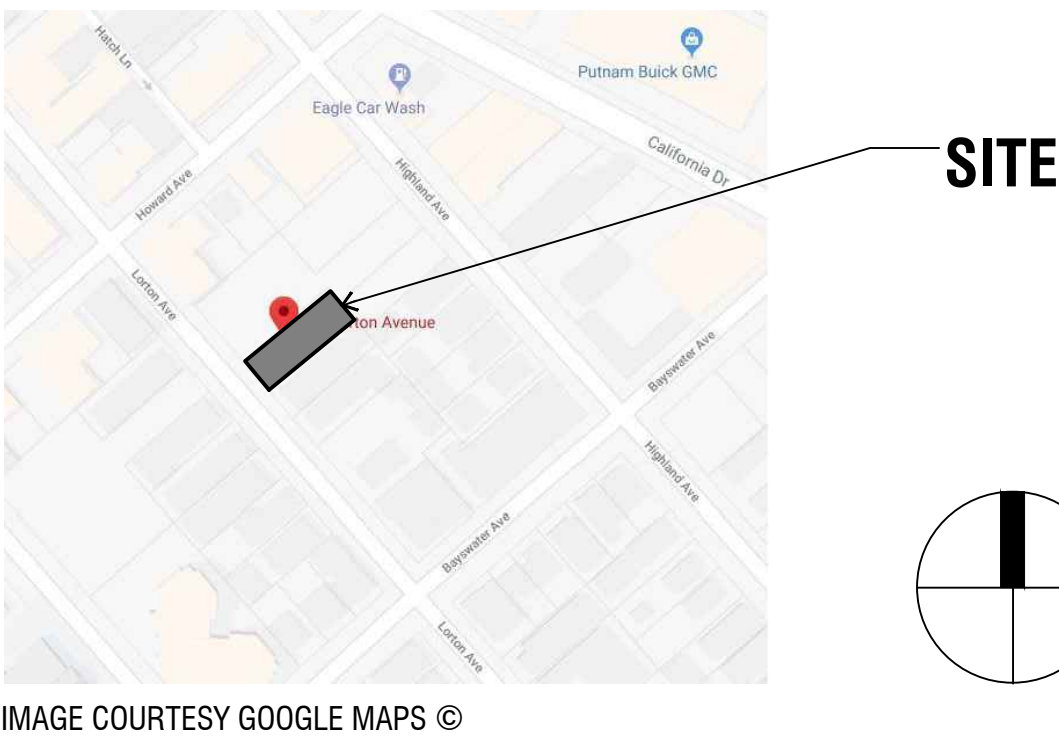 Hatch Ln
Putnam Buick GMC
Eagle Car Wash
California Dr
SITE
Highland Ave
Howard Ave
Lorton Ave
ton Avenue
Bayswater Ave
Highland Ave
Bayswater Ave
Lorton Ave
IMAGE COURTESY GOOGLE MAPS ©